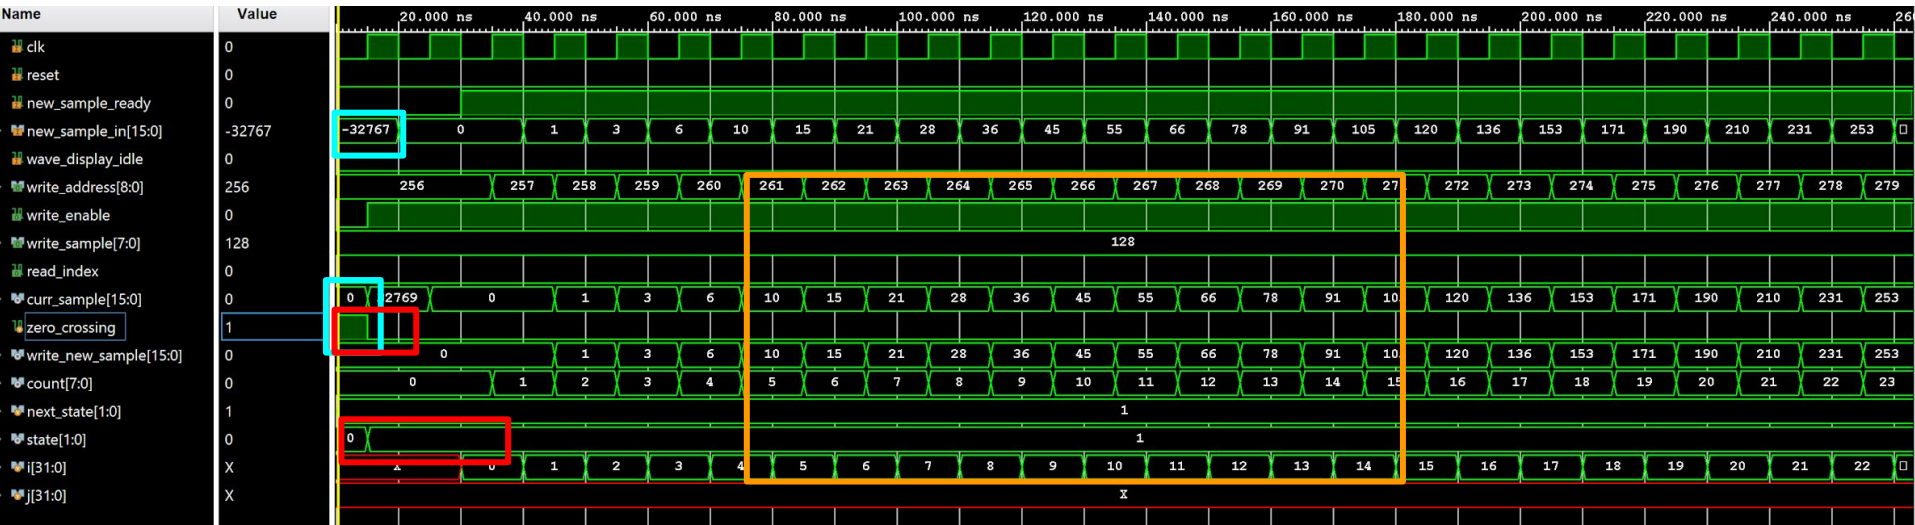 Name Value 20.000 ns 40.000 ns 60.000 ns 80.000 ns 100.000 ns 120.000 ns 140.000 ns 160.000 ns 180.000 ns 200.000 ns 220.000 ns 240.000 ns 26
clk 0
reset 0
new_sample_ready 0
new_sample_in[15:0] -32767 -32767 0 1 3 6 10 15 21 28 36 45 55 66 78 91 105 120 136 153 171 190 210 231 253
wave_display_idle 0
write_address[8:0] 256 256 257 258 259 260 261 262 263 264 265 266 267 268 269 270 27 272 273 274 275 276 277 278 279
write_enable 0
write_sample[7:0] 128 128
read_index 0
curr_sample[15:0] 0 0 2769 0 1 3 6 10 15 21 28 36 45 55 66 78 91 10 120 136 153 171 190 210 231 253
zero_crossing 1
write_new_sample[15:0] 0 0 1 3 6 10 15 21 28 36 45 55 66 78 91 10 120 136 153 171 190 210 231 253
count[7:0] 0 0 1 2 3 4 5 6 7 8 9 10 11 12 13 14 15 16 17 18 19 20 21 22 23
next_state[1:0] 1 1
state[1:0] 0 0 1
i[31:0] X X 0 1 2 3 4 5 6 7 8 9 10 11 12 13 14 15 16 17 18 19 20 21 22
j[31:0] X X